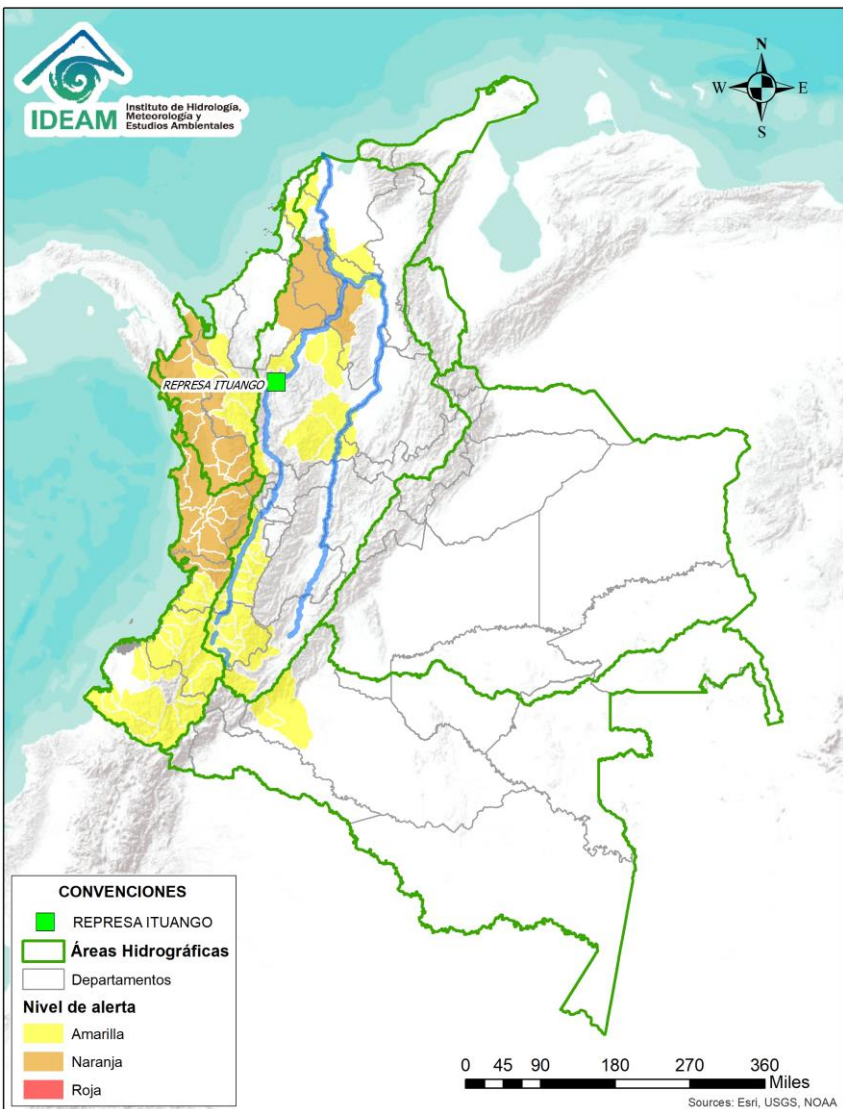 IDEAM
Instituto de Hidrología,
Meteorología y
Estudios Ambientales
N
W
E
S
REPRESA ITUANGO
CONVENCIONES
REPRESA ITUANGO
Áreas Hidrográficas
Departamentos
Nivel de alerta
Amarilla
Naranja
Roja
0 45 90 180 270 360
Miles
Sources: Esri, USGS, NOAA